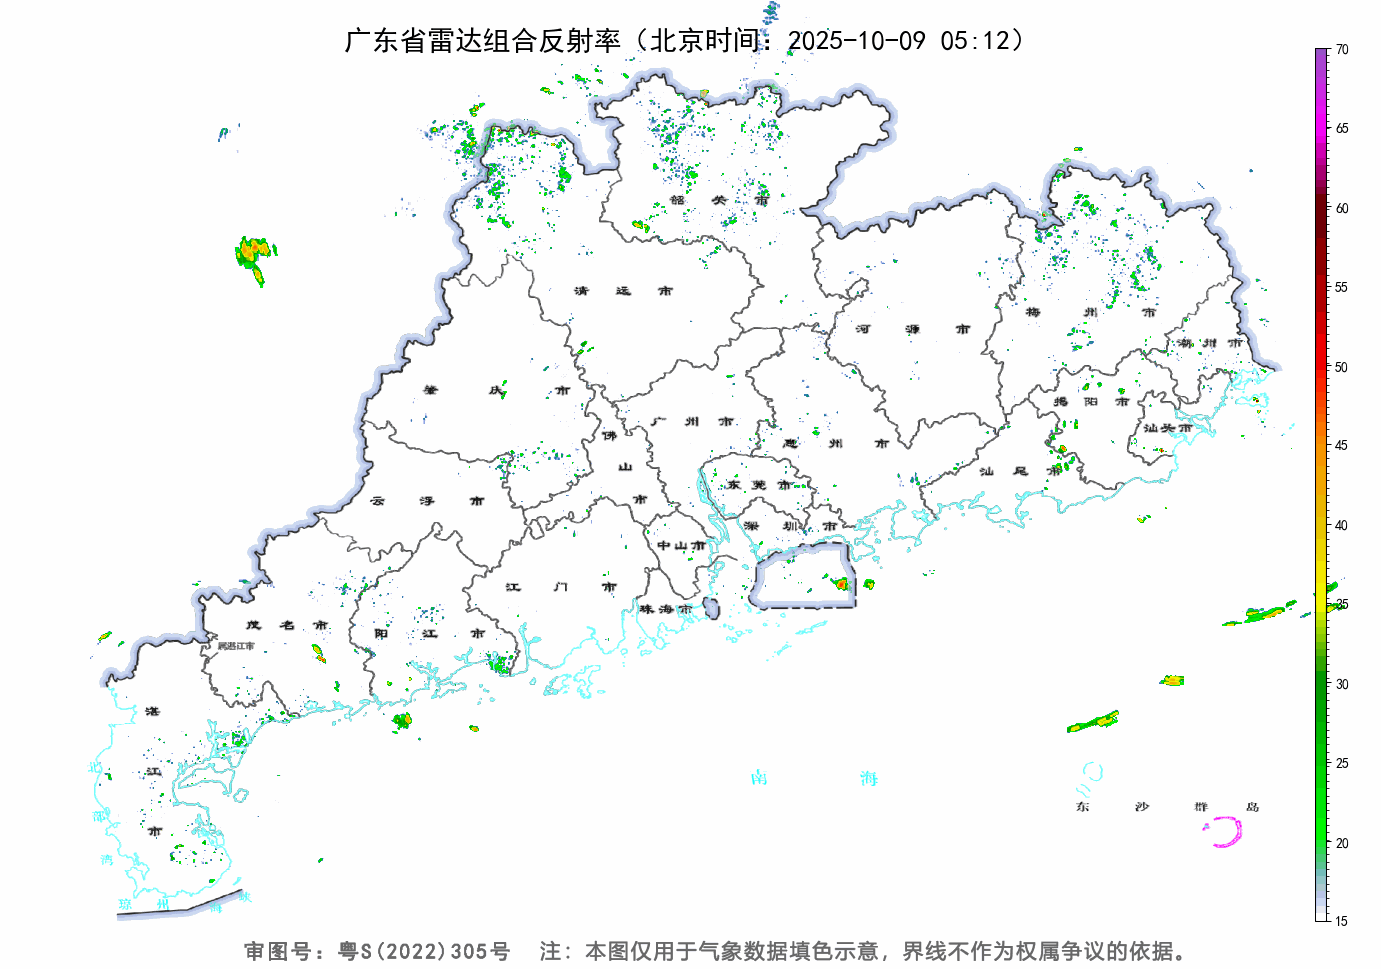 广东省雷达组合反射率（北京时间：2025-10-09 05:12）
70
65
60
55
50
45
40
35
30
25
20
15
韶 关 市
清 远 市
河 源 市
梅 州 市
潮 州 市
肇 庆 市
揭 阳 市
汕头市
广 州 市
佛
山
市
惠 州 市
汕 尾 市
云 浮 市
东 莞 市
深 圳 市
中山市
江 门 市
珠海市
茂 名 市
属湛江市
阳 江 市
湛
江
市
北
部
湾
琼 州 海 峡
南 海
东 沙 群 岛
审图号：粤S(2022)305号 注：本图仅用于气象数据填色示意，界线不作为权属争议的依据。